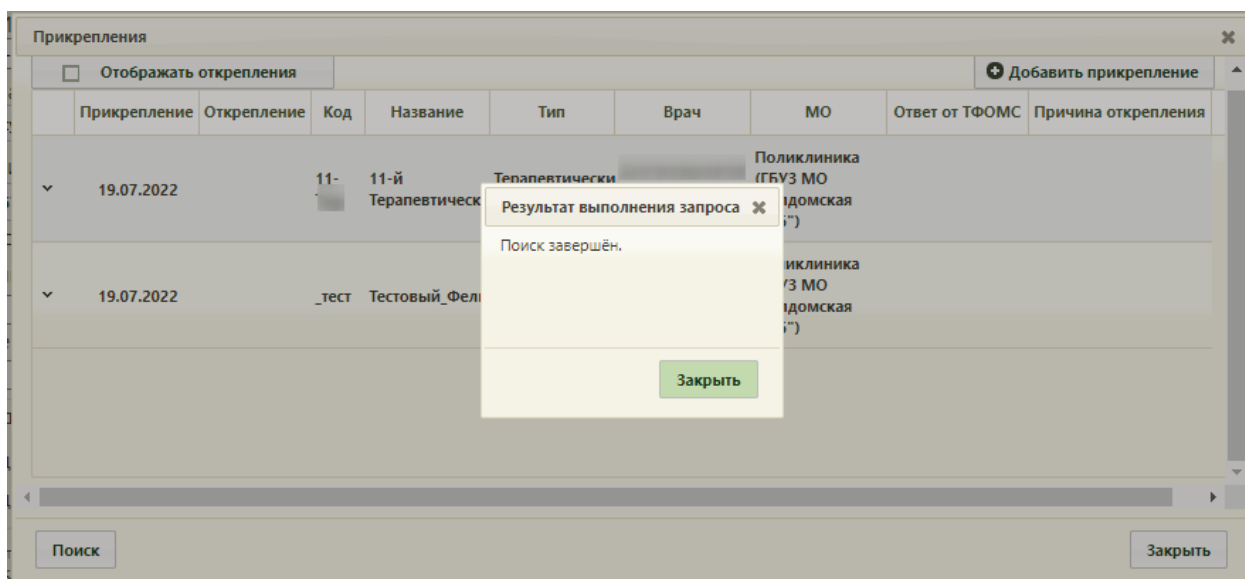 Прикрепления
Отображать открепления
Добавить прикрепление
Прикрепление Открепление Код Название Тип Врач МО Ответ от ТФОМС Причина открепления
19.07.2022
11-
11-й
Терапевтическ
Терапевтически
Поликлиника
(ГБУЗ МО
19.07.2022
_тест
МО
Результат выполнения запроса
Поиск завершён.
Закрыть
Поиск
Закрыть